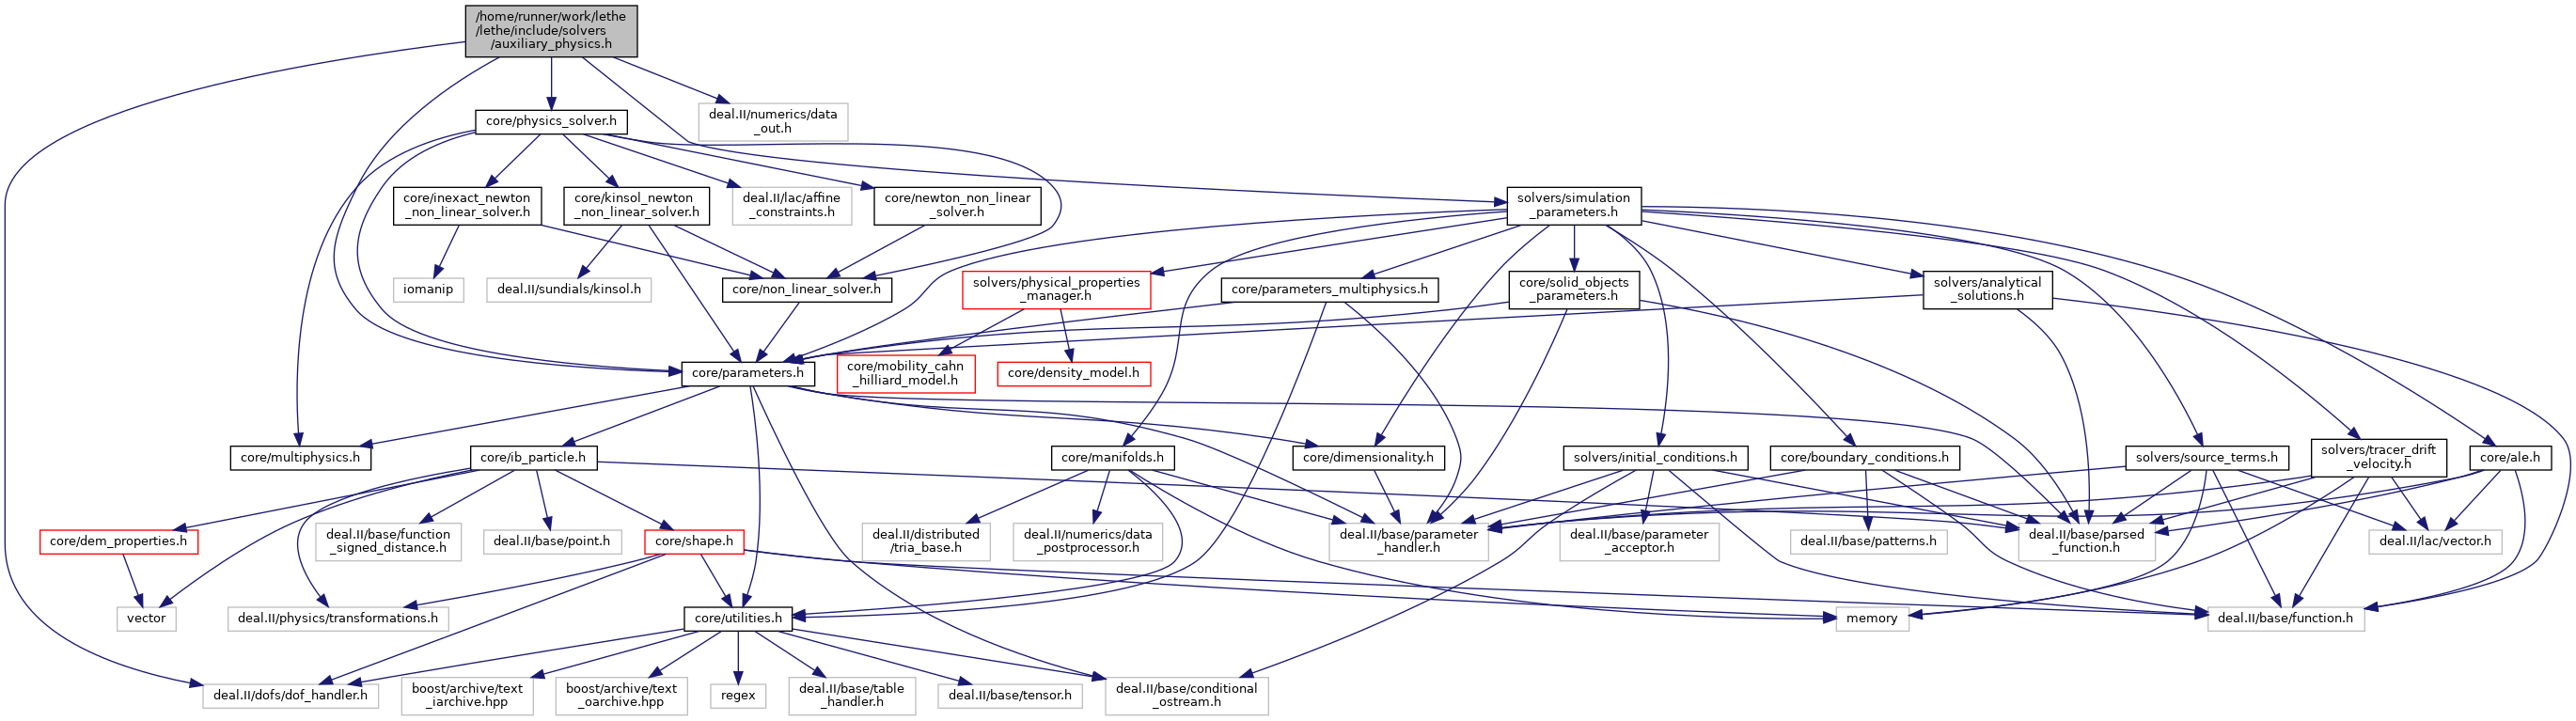 /home/runner/work/lethe
/lethe/include/solvers
/auxiliary_physics.h
core/physics_solver.h
deal.II/numerics/data
_out.h
core/inexact_newton
_non_linear_solver.h
core/kinsol_newton
_non_linear_solver.h
deal.II/lac/affine
_constraints.h
core/newton_non_linear
_solver.h
solvers/simulation
_parameters.h
iomanip
deal.II/sundials/kinsol.h
core/non_linear_solver.h
solvers/physical_properties
_manager.h
core/parameters_multiphysics.h
core/solid_objects
_parameters.h
solvers/analytical
_solutions.h
core/parameters.h
core/mobility_cahn
_hilliard_model.h
core/density_model.h
core/multiphysics.h
core/ib_particle.h
core/manifolds.h
core/dimensionality.h
solvers/initial_conditions.h
core/boundary_conditions.h
solvers/source_terms.h
solvers/tracer_drift
_velocity.h
core/ale.h
core/dem_properties.h
deal.II/base/function
_signed_distance.h
deal.II/base/point.h
core/shape.h
deal.II/distributed
/tria_base.h
deal.II/numerics/data
_postprocessor.h
deal.II/base/parameter
_handler.h
deal.II/base/parameter
_acceptor.h
deal.II/base/patterns.h
deal.II/base/parsed
_function.h
deal.II/lac/vector.h
vector
deal.II/physics/transformations.h
core/utilities.h
memory
deal.II/base/function.h
deal.II/dofs/dof_handler.h
boost/archive/text
_iarchive.hpp
boost/archive/text
_oarchive.hpp
regex
deal.II/base/table
_handler.h
deal.II/base/tensor.h
deal.II/base/conditional
_ostream.h